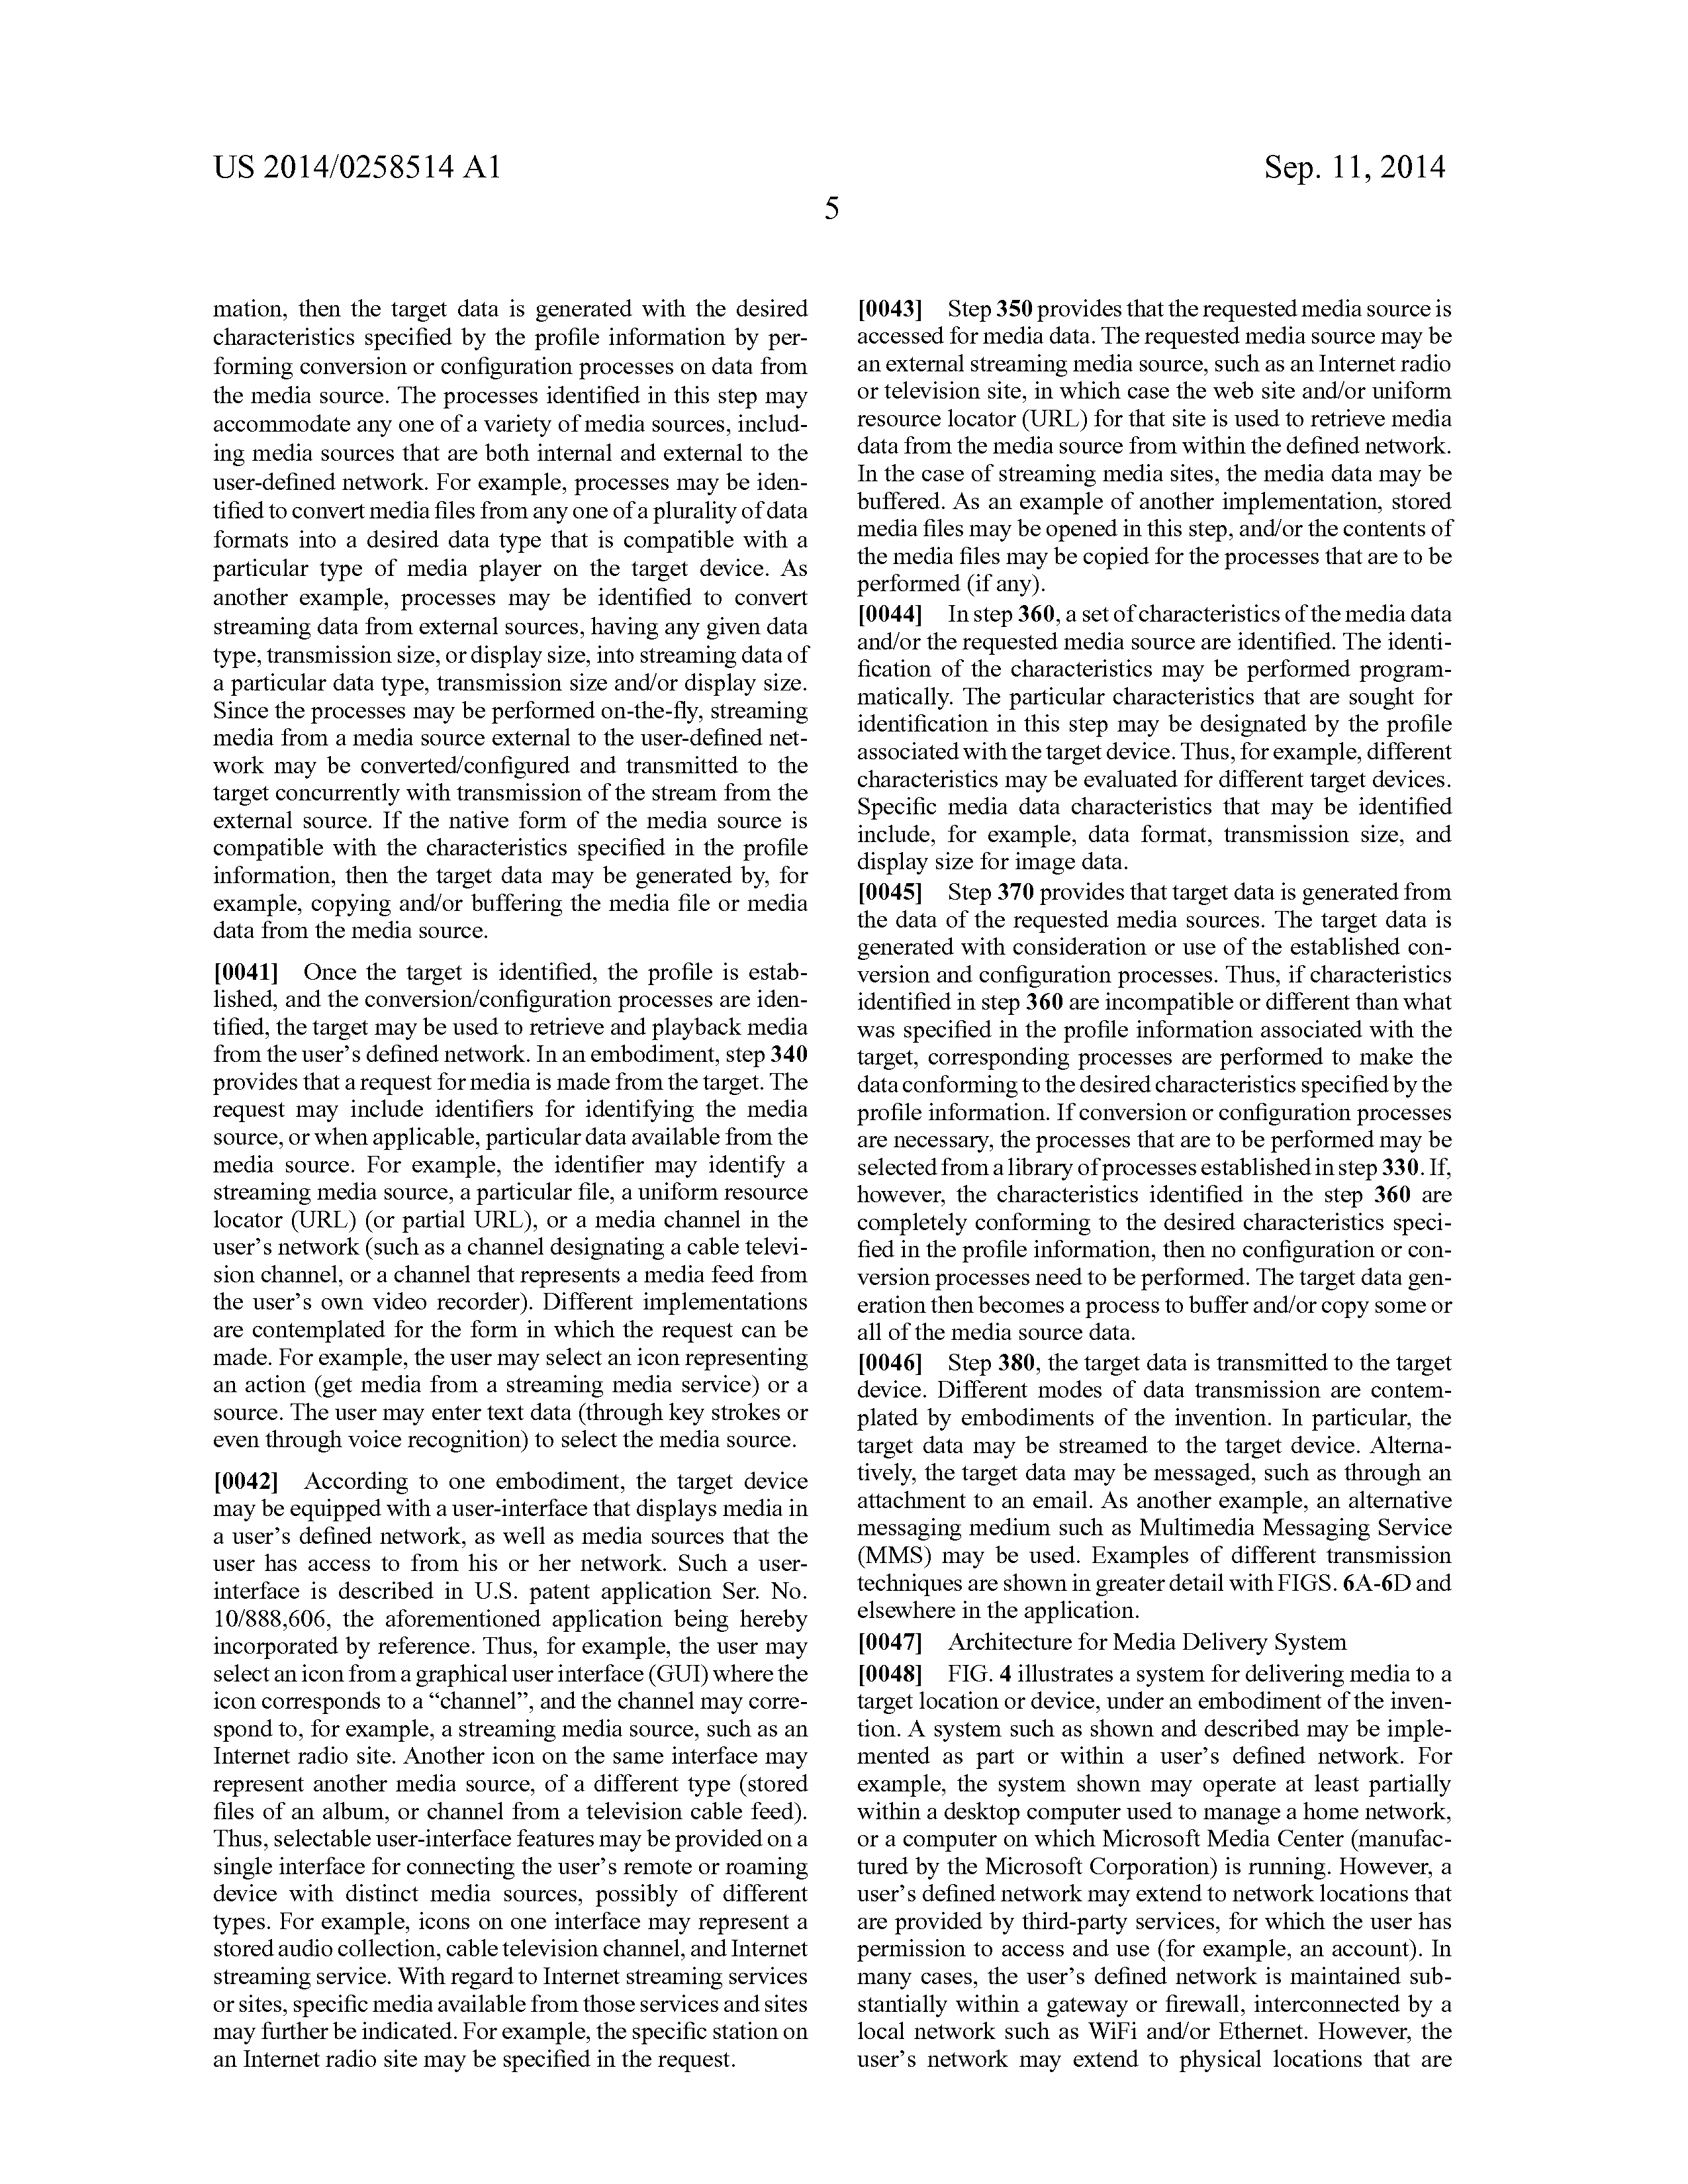 US 2014/0258514 A1
Sep. 11, 2014
5
mation, then the target data is generated with the desired
characteristics specified by the profile information by per-
forming conversion or configuration processes on data from
the media source. The processes identified in this step may
accommodate any one of a variety of media sources, includ-
ing media sources that are both internal and external to the
user-defined network. For example, processes may be iden-
tified to convert media files from any one of a plurality of data
formats into a desired data type that is compatible with a
particular type of media player on the target device. As
another example, processes may be identified to convert
streaming data from external sources, having any given data
type, transmission size, or display size, into streaming data of
a particular data type, transmission size and/or display size.
Since the processes may be performed on-the-fly, streaming
media from a media source external to the user-defined net-
work may be converted/configured and transmitted to the
target concurrently with transmission of the stream from the
external source. If the native form of the media source is
compatible with the characteristics specified in the profile
information, then the target data may be generated by, for
example, copying and/or buffering the media file or media
data from the media source.
[0041] Once the target is identified, the profile is estab-
lished, and the conversion/configuration processes are iden-
tified, the target may be used to retrieve and playback media
from the user's defined network. In an embodiment, step 340
provides that a request for media is made from the target. The
request may include identifiers for identifying the media
source, or when applicable, particular data available from the
media source. For example, the identifier may identify a
streaming media source, a particular file, a uniform resource
locator (URL) (or partial URL), or a media channel in the
user's network (such as a channel designating a cable televi-
sion channel, or a channel that represents a media feed from
the user's own video recorder). Different implementations
are contemplated for the form in which the request can be
made. For example, the user may select an icon representing
an action (get media from a streaming media service) or a
source. The user may enter text data (through key strokes or
even through voice recognition) to select the media source.
[0042] According to one embodiment, the target device
may be equipped with a user-interface that displays media in
a user's defined network, as well as media sources that the
user has access to from his or her network. Such a user-
interface is described in U.S. patent application Ser. No.
10/888,606, the aforementioned application being hereby
incorporated by reference. Thus, for example, the user may
select an icon from a graphical user interface (GUI) where the
icon corresponds to a “channel”, and the channel may corre-
spond to, for example, a streaming media source, such as an
Internet radio site. Another icon on the same interface may
represent another media source, of a different type (stored
files of an album, or channel from a television cable feed).
Thus, selectable user-interface features may be provided on a
single interface for connecting the user's remote or roaming
device with distinct media sources, possibly of different
types. For example, icons on one interface may represent a
stored audio collection, cable television channel, and Internet
streaming service. With regard to Internet streaming services
or sites, specific media available from those services and sites
may further be indicated. For example, the specific station on
an Internet radio site may be specified in the request.
[0043] Step 350 provides that the requested media source is
accessed for media data. The requested media source may be
an external streaming media source, such as an Internet radio
or television site, in which case the web site and/or uniform
resource locator (URL) for that site is used to retrieve media
data from the media source from within the defined network.
In the case of streaming media sites, the media data may be
buffered. As an example of another implementation, stored
media files may be opened in this step, and/or the contents of
the media files may be copied for the processes that are to be
performed (if any).
[0044] In step 360, a set of characteristics of the media data
and/or the requested media source are identified. The identi-
fication of the characteristics may be performed program-
matically. The particular characteristics that are sought for
identification in this step may be designated by the profile
associated with the target device. Thus, for example, different
characteristics may be evaluated for different target devices.
Specific media data characteristics that may be identified
include, for example, data format, transmission size, and
display size for image data.
[0045] Step 370 provides that target data is generated from
the data of the requested media sources. The target data is
generated with consideration or use of the established con-
version and configuration processes. Thus, if characteristics
identified in step 360 are incompatible or different than what
was specified in the profile information associated with the
target, corresponding processes are performed to make the
data conforming to the desired characteristics specified by the
profile information. If conversion or configuration processes
are necessary, the processes that are to be performed may be
selected from a library of processes established in step 330. If,
however, the characteristics identified in the step 360 are
completely conforming to the desired characteristics speci-
fied in the profile information, then no configuration or con-
version processes need to be performed. The target data gen-
eration then becomes a process to buffer and/or copy some or
all of the media source data.
[0046] Step 380, the target data is transmitted to the target
device. Different modes of data transmission are contem-
plated by embodiments of the invention. In particular, the
target data may be streamed to the target device. Alterna-
tively, the target data may be messaged, such as through an
attachment to an email. As another example, an alternative
messaging medium such as Multimedia Messaging Service
(MMS) may be used. Examples of different transmission
techniques are shown in greater detail with FIGS. 6A-6D and
elsewhere in the application.
[0047] Architecture for Media Delivery System
[0048] FIG. 4 illustrates a system for delivering media to a
target location or device, under an embodiment of the inven-
tion. A system such as shown and described may be imple-
mented as part or within a user's defined network. For
example, the system shown may operate at least partially
within a desktop computer used to manage a home network,
or a computer on which Microsoft Media Center (manufac-
tured by the Microsoft Corporation) is running. However, a
user's defined network may extend to network locations that
are provided by third-party services, for which the user has
permission to access and use (for example, an account). In
many cases, the user's defined network is maintained sub-
stantially within a gateway or firewall, interconnected by a
local network such as WiFi and/or Ethernet. However, the
user's network may extend to physical locations that are